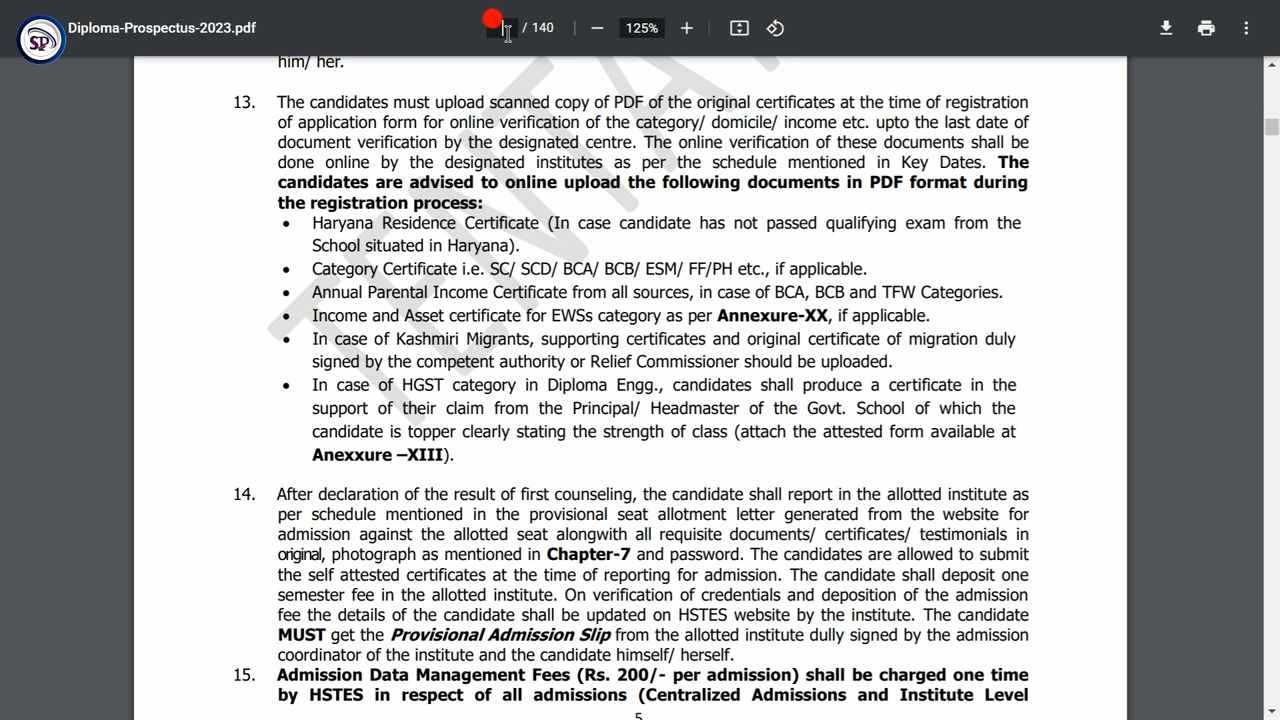 SP
Diploma-Prospectus-2023.pdf
/ 140
125%
him/ her.
13. The candidates must upload scanned copy of PDF of the original certificates at the time of registration
of application form for online verification of the category/ domicile/ income etc. upto the last date of
document verification by the designated centre. The online verification of these documents shall be
done online by the designated institutes as per the schedule mentioned in Key Dates. The
candidates are advised to online upload the following documents in PDF format during
the registration process:
• Haryana Residence Certificate (In case candidate has not passed qualifying exam from the
School situated in Haryana).
• Category Certificate i.e. SC/ SCD/ BCA/ BCB/ ESM/ FF/PH etc., if applicable.
• Annual Parental Income Certificate from all sources, in case of BCA, BCB and TFW Categories.
• Income and Asset certificate for EWSs category as per Annexure-XX, if applicable.
• In case of Kashmiri Migrants, supporting certificates and original certificate of migration duly
signed by the competent authority or Relief Commissioner should be uploaded.
• In case of HGST category in Diploma Engg., candidates shall produce a certificate in the
support of their claim from the Principal/ Headmaster of the Govt. School of which the
candidate is topper clearly stating the strength of class (attach the attested form available at
Anexxure –XIII).
14. After declaration of the result of first counseling, the candidate shall report in the allotted institute as
per schedule mentioned in the provisional seat allotment letter generated from the website for
admission against the allotted seat alongwith all requisite documents/ certificates/ testimonials in
original, photograph as mentioned in Chapter-7 and password. The candidates are allowed to submit
the self attested certificates at the time of reporting for admission. The candidate shall deposit one
semester fee in the allotted institute. On verification of credentials and deposition of the admission
fee the details of the candidate shall be updated on HSTES website by the institute. The candidate
MUST get the Provisional Admission Slip from the allotted institute dully signed by the admission
coordinator of the institute and the candidate himself/ herself.
15. Admission Data Management Fees (Rs. 200/- per admission) shall be charged one time
by HSTES in respect of all admissions (Centralized Admissions and Institute Level
5